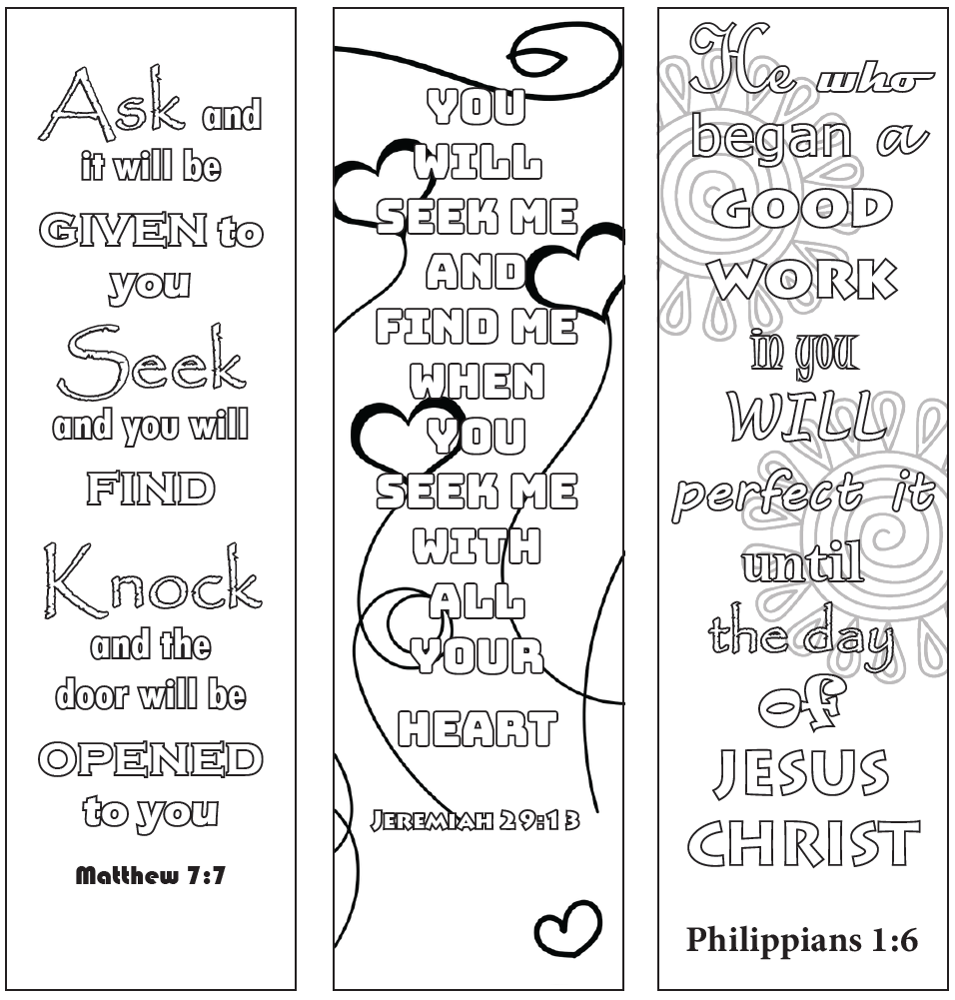 Ask and
it will be
GIVEN to
you
Seek
and you will
FIND
Knock
and the
door will be
OPENED
to you
Matthew 7:7
YOU
WILL
SEEK ME
AND
FIND ME
WHEN
YOU
SEEK ME
WITH
ALL
YOUR
HEART
Jeremiah 29:13
He who
began a
GOOD
WORK
in you
WILL
perfect it
until
the day
of
JESUS
CHRIST
Philippians 1:6